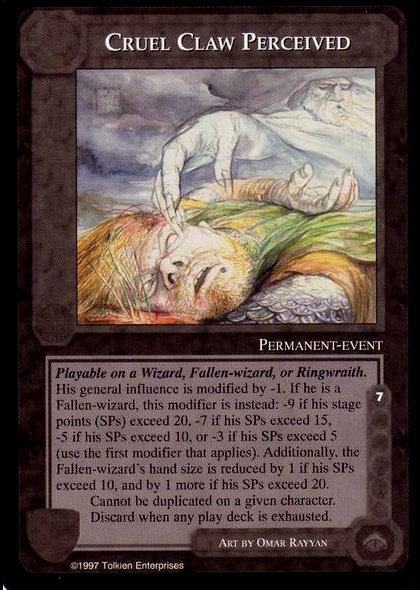 CRUEL CLAW PERCEIVED
PERMANENT-EVENT
Playable on a Wizard, Fallen-wizard, or Ringwraith.
His general influence is modified by -1. If he is a
Fallen-wizard, this modifier is instead: -9 if his stage
points (SPs) exceed 20, -7 if his SPs exceed 15,
-5 if his SPs exceed 10, or -3 if his SPs exceed 5
(use the first modifier that applies). Additionally, the
Fallen-wizard's hand size is reduced by 1 if his SPs
exceed 10, and by 1 more if his SPs exceed 20.
Cannot be duplicated on a given character.
Discard when any play deck is exhausted.
7
ART BY OMAR RAYYAN
©1997 Tolkien Enterprises